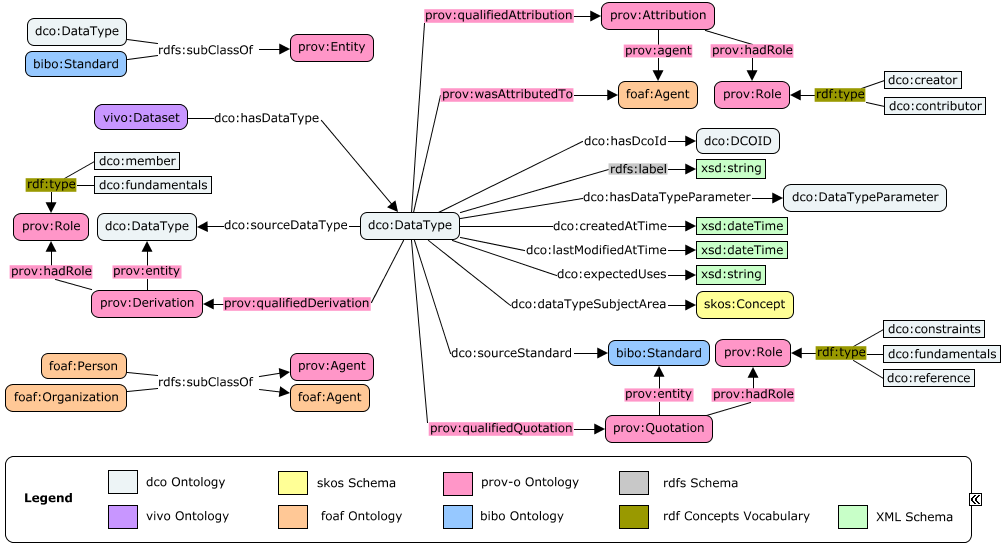 prov:qualifiedAttribution
prov:Attribution
dco:DataType
rdfs:subClassOf
prov:Entity
bibo:Standard
prov:agent
prov:hadRole
prov:wasAttributedTo
foaf:Agent
prov:Role
rdf:type
dco:creator
dco:contributor
vivo:Dataset
dco:hasDataType
dco:hasDcoId
dco:DCOID
rdfs:label
xsd:string
dco:hasDataTypeParameter
dco:DataTypeParameter
dco:member
rdf:type
dco:fundamentals
prov:Role
dco:DataType
dco:sourceDataType
dco:DataType
dco:createdAtTime
xsd:dateTime
dco:lastModifiedAtTime
xsd:dateTime
prov:hadRole
prov:entity
dco:expectedUses
xsd:string
prov:Derivation
prov:qualifiedDerivation
dco:dataTypeSubjectArea
skos:Concept
dco:sourceStandard
bibo:Standard
prov:Role
rdf:type
dco:constraints
dco:fundamentals
dco:reference
foaf:Person
rdfs:subClassOf
prov:Agent
foaf:Organization
foaf:Agent
prov:entity
prov:hadRole
prov:qualifiedQuotation
prov:Quotation
Legend
dco Ontology
skos Schema
prov-o Ontology
rdfs Schema
vivo Ontology
foaf Ontology
bibo Ontology
rdf Concepts Vocabulary
XML Schema